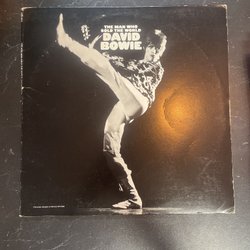 THE MAN WHO
SOLD THE WORLD
DAVID
BOWIE